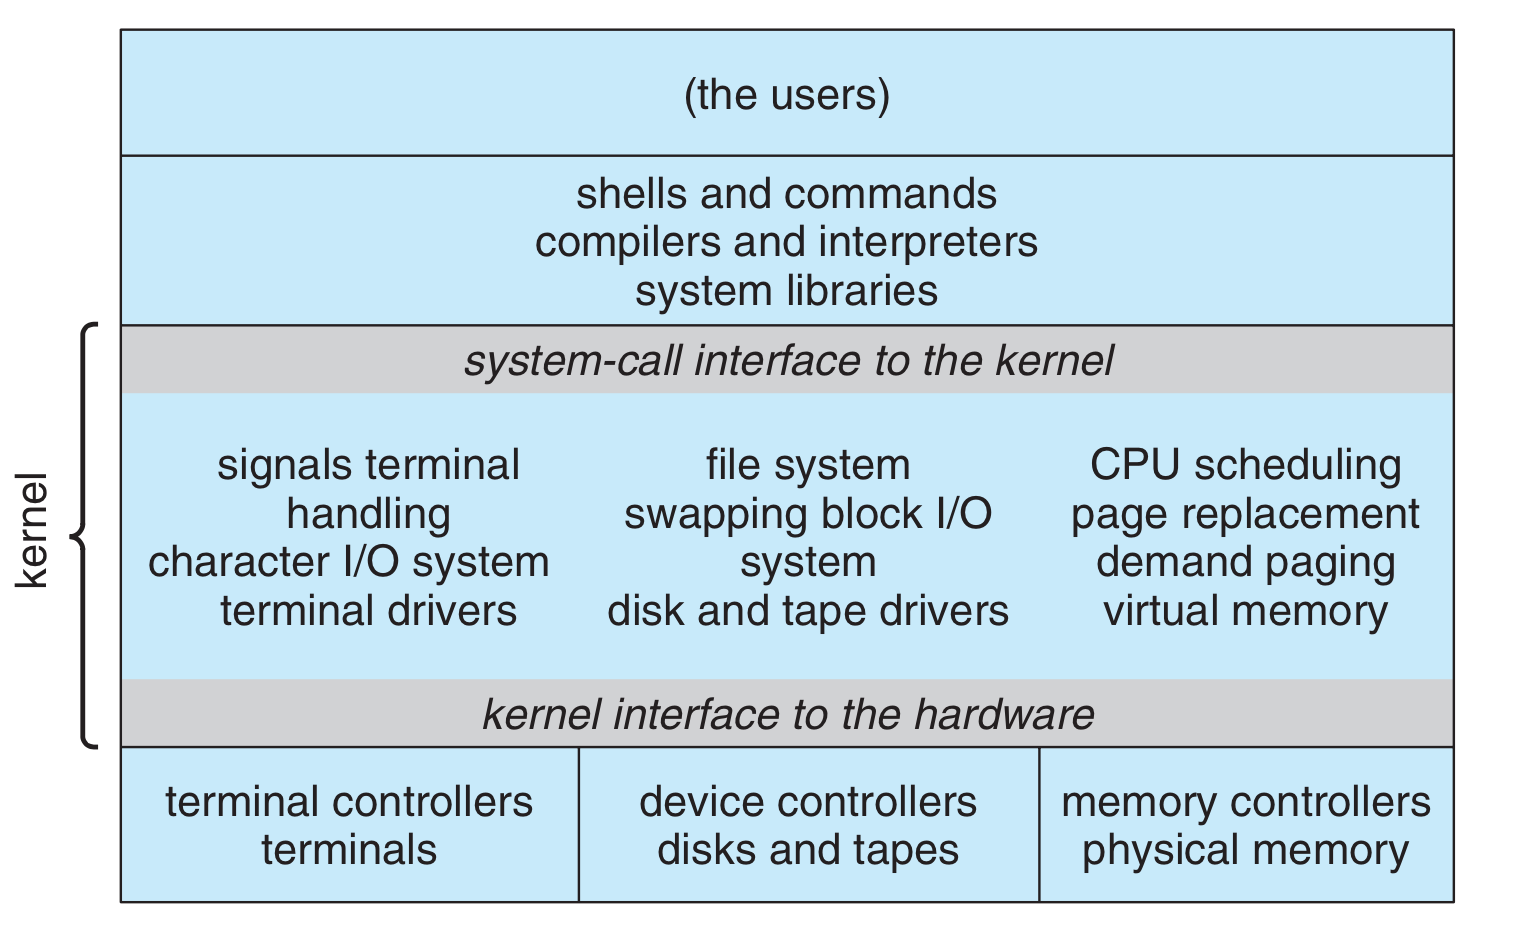 (the users)
shells and commands
compilers and interpreters
system libraries
kernel
system-call interface to the kernel
signals terminal
handling
character I/O system
terminal drivers
file system
swapping block I/O
system
disk and tape drivers
CPU scheduling
page replacement
demand paging
virtual memory
kernel interface to the hardware
terminal controllers
terminals
device controllers
disks and tapes
memory controllers
physical memory